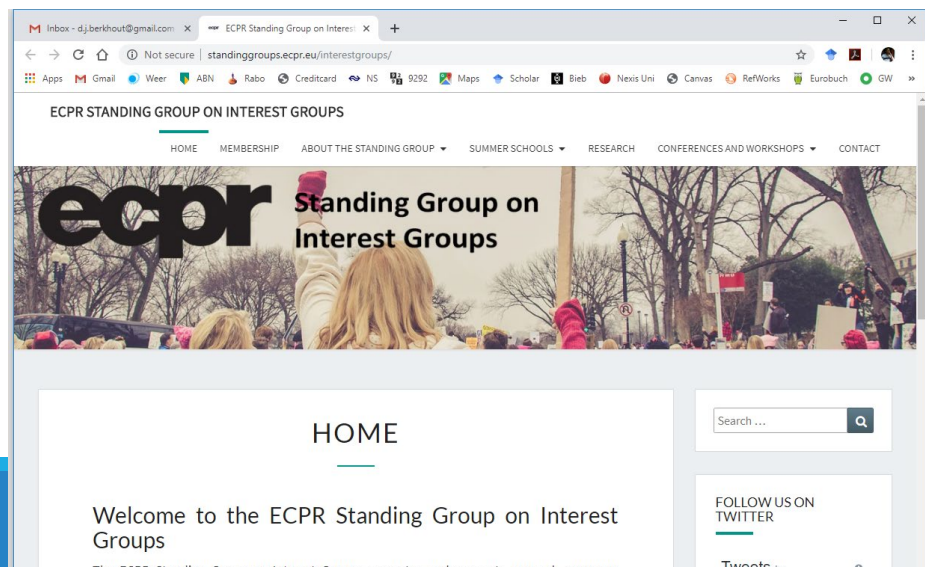 Inbox - d.j.berkhout@gmail.com
ECPR Standing Group on Interest
Not secure | standinggroups.ecpr.eu/interestgroups/
Apps Gmail Weer ABN Rabo Creditcard NS 9292 Maps Scholar Bieb Nexis Uni Canvas RefWorks Eurobuch GW »
ECPR STANDING GROUP ON INTEREST GROUPS
HOME MEMBERSHIP ABOUT THE STANDING GROUP SUMMER SCHOOLS RESEARCH CONFERENCES AND WORKSHOPS CONTACT
ecpr
Standing Group on
Interest Groups
HOME
Search ...
Welcome to the ECPR Standing Group on Interest
Groups
FOLLOW US ON
TWITTER
Tweets